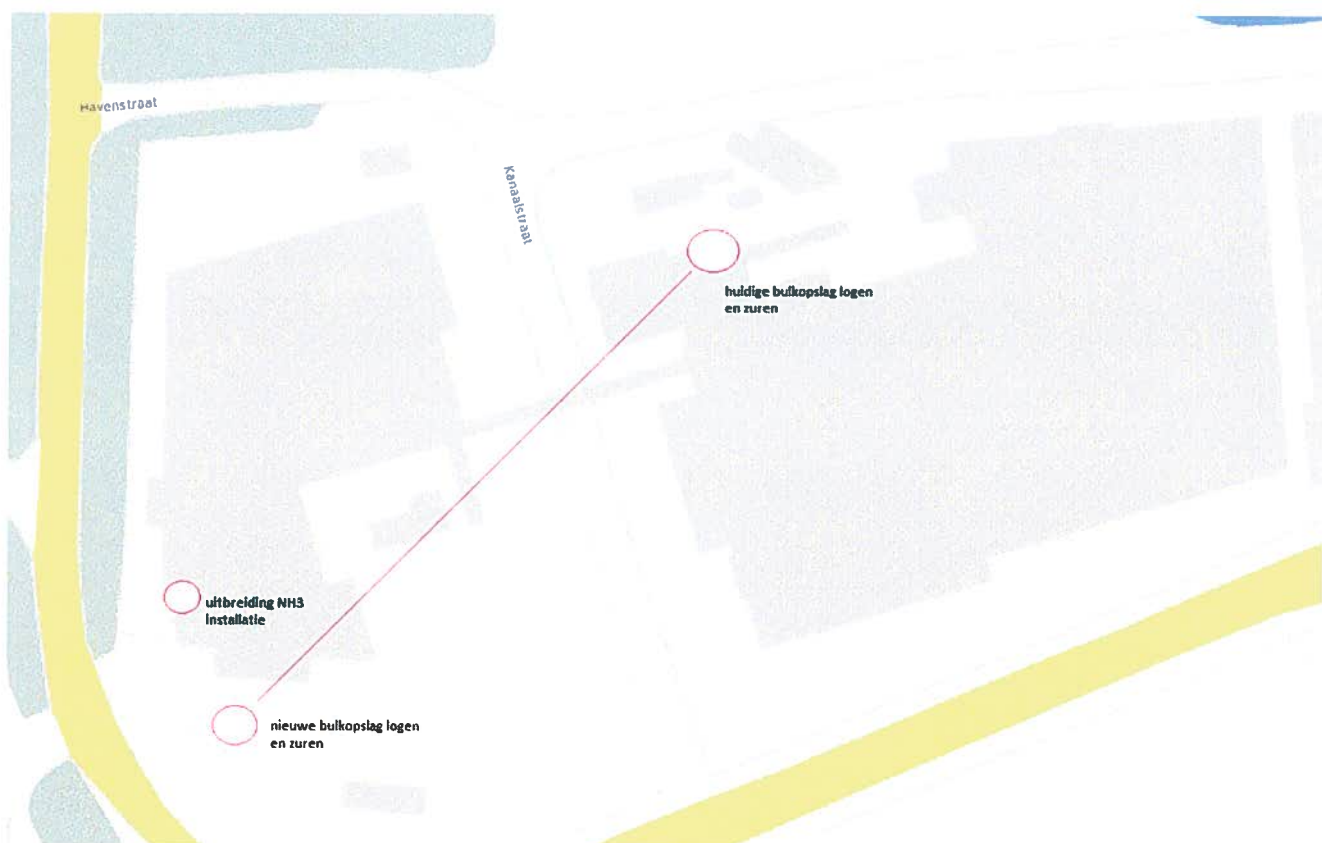 Havenstraat
Kanaalstraat
huidige bulkopslag logen
en zuren
uitbreiding NH3
installatie
nieuwe bulkopslag logen
en zuren